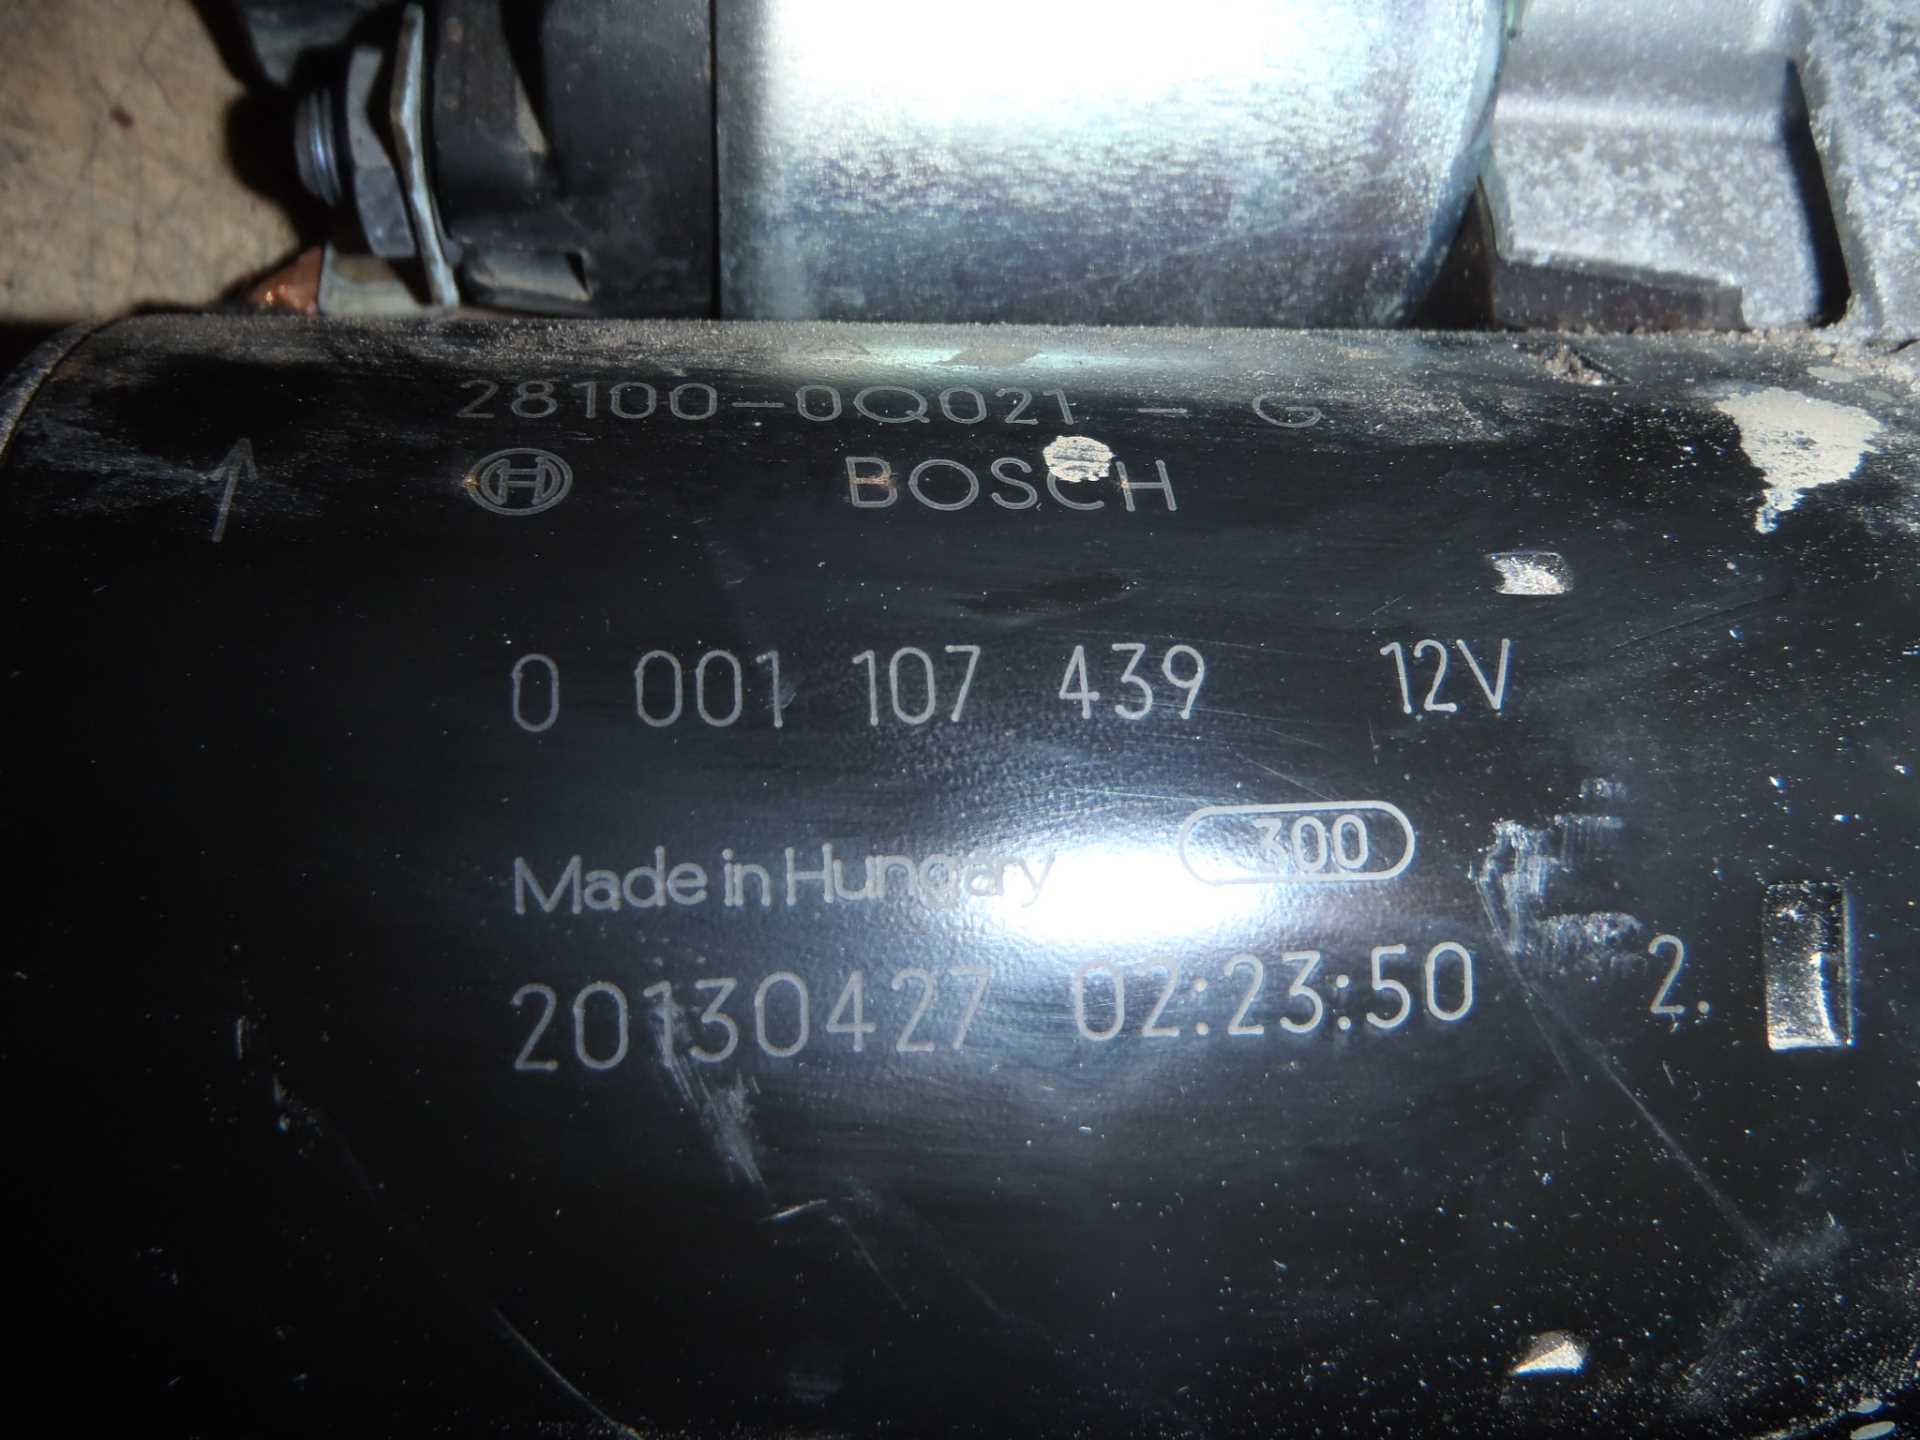 28100-0Q021 - G
BOSCH
0 001 107 439 12V
Made in Hungary 300
20130427 02:23:50 2.